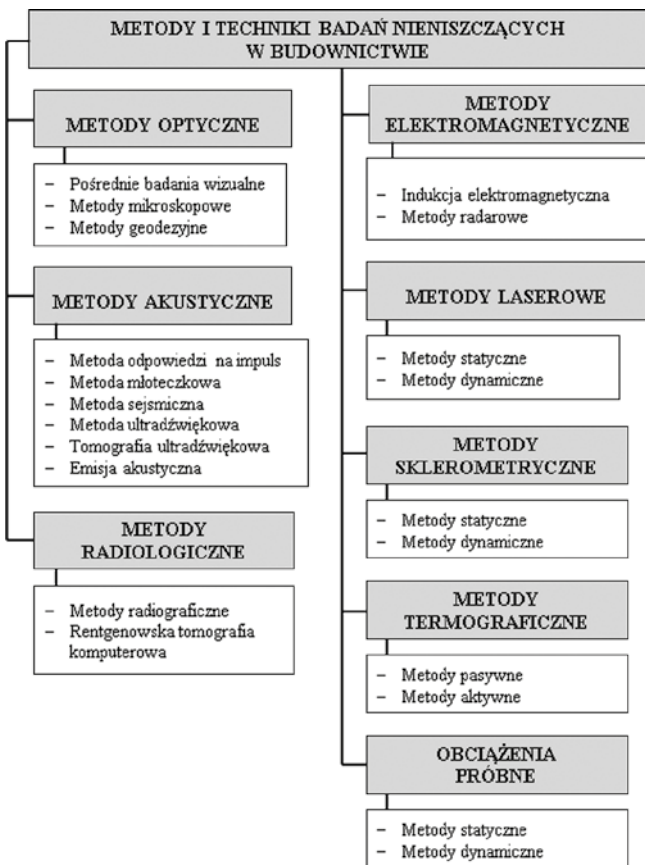 METODY I TECHNIKI BADAŃ NIENISZCZĄCYCH
W BUDOWNICTWIE
METODY OPTYCZNE
– Pośrednie badania wizualne
– Metody mikroskopowe
– Metody geodezyjne
METODY AKUSTYCZNE
– Metoda odpowiedzi na impuls
– Metoda młoteczkowa
– Metoda sejsmiczna
– Metoda ultradźwiękowa
– Tomografia ultradźwiękowa
– Emisja akustyczna
METODY
RADIOLOGICZNE
– Metody radiograficzne
– Rentgenowska tomografia
komputerowa
METODY
ELEKTROMAGNETYCZNE
– Indukcja elektromagnetyczna
– Metody radarowe
METODY LASEROWE
– Metody statyczne
– Metody dynamiczne
METODY
SKLEROMETRYCZNE
– Metody statyczne
– Metody dynamiczne
METODY
TERMOGRAFICZNE
– Metody pasywne
– Metody aktywne
OBCIĄŻENIA
PRÓBNE
– Metody statyczne
– Metody dynamiczne